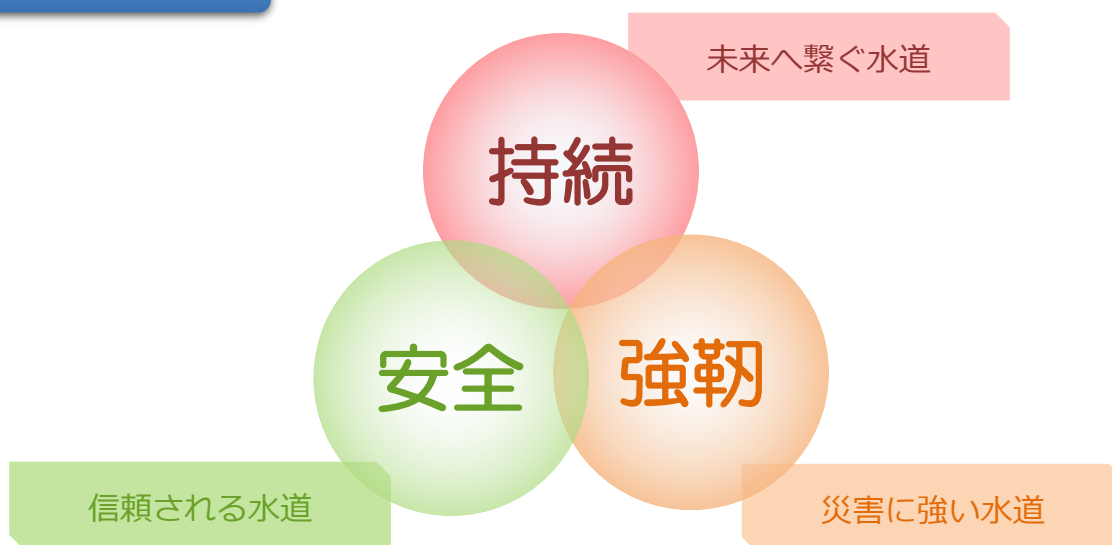 未来へ繋ぐ水道
持続
安全
強靭
信頼される水道
災害に強い水道